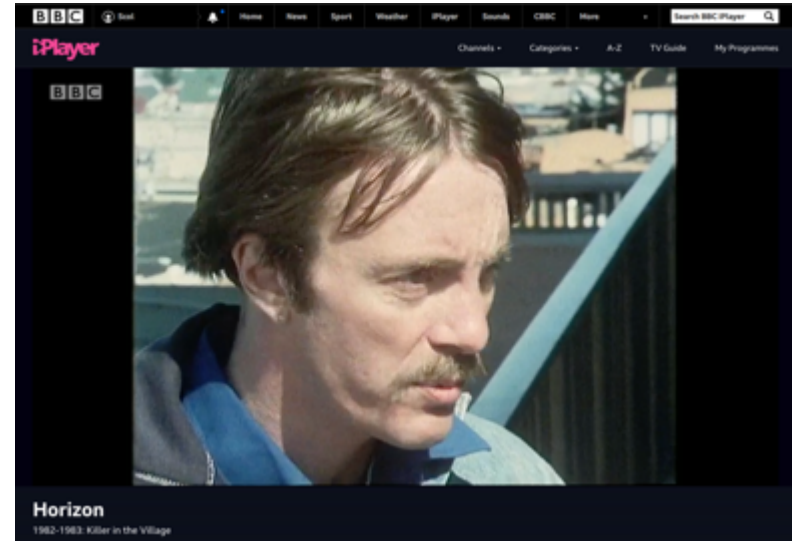 BBC Scol Home News Sport Weather iPlayer Sounds CBBC More Search BBC iPlayer
iPlayer Channels Categories A-Z TV Guide My Programmes
BBC
Horizon
1982-1983: Killer in the Village